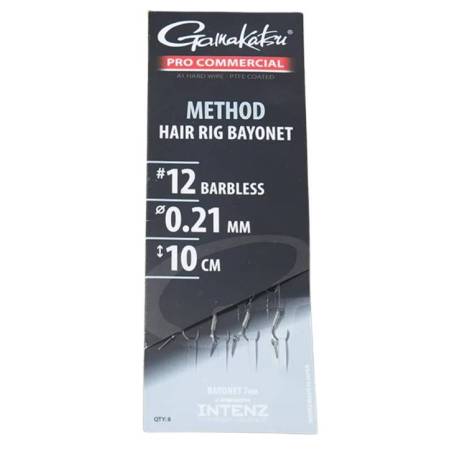 Gamakatsu
PRO COMMERCIAL
A1 HARD WIRE - PTFE COATED
METHOD
HAIR RIG BAYONET
#12 BARBLESS
Ø0.21 MM
↕10 CM
BAYONET 7mm
INTENZ
QTY: 8